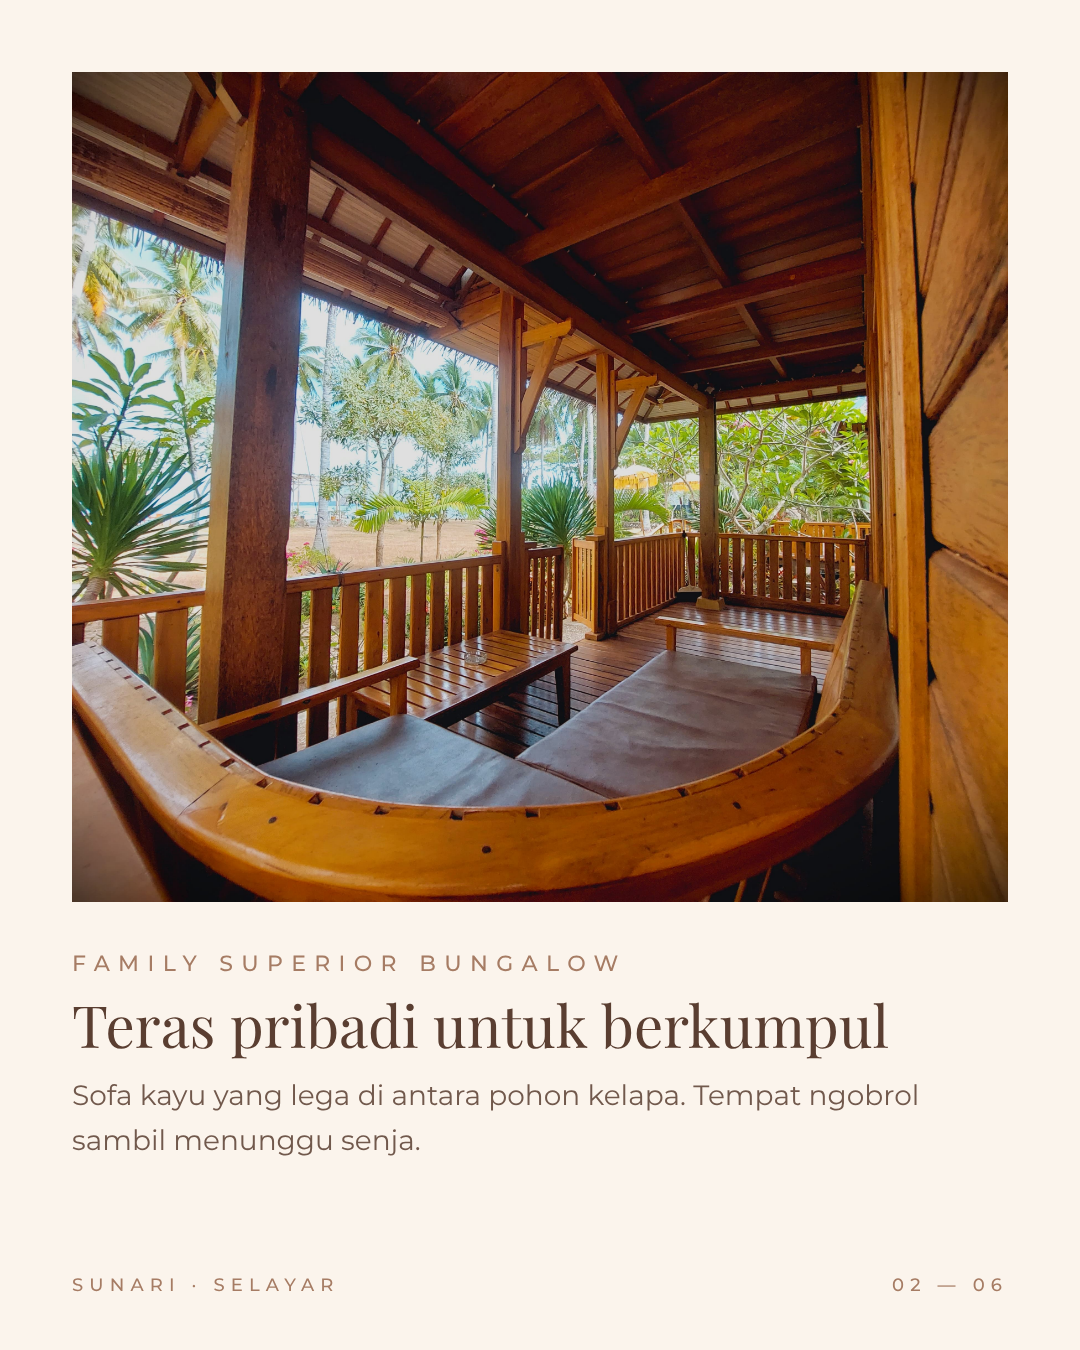 FAMILY SUPERIOR BUNGALOW
Teras pribadi untuk berkumpul
Sofa kayu yang lega di antara pohon kelapa. Tempat ngobrol
sambil menunggu senja.
SUNARI · SELAYAR
02 — 06